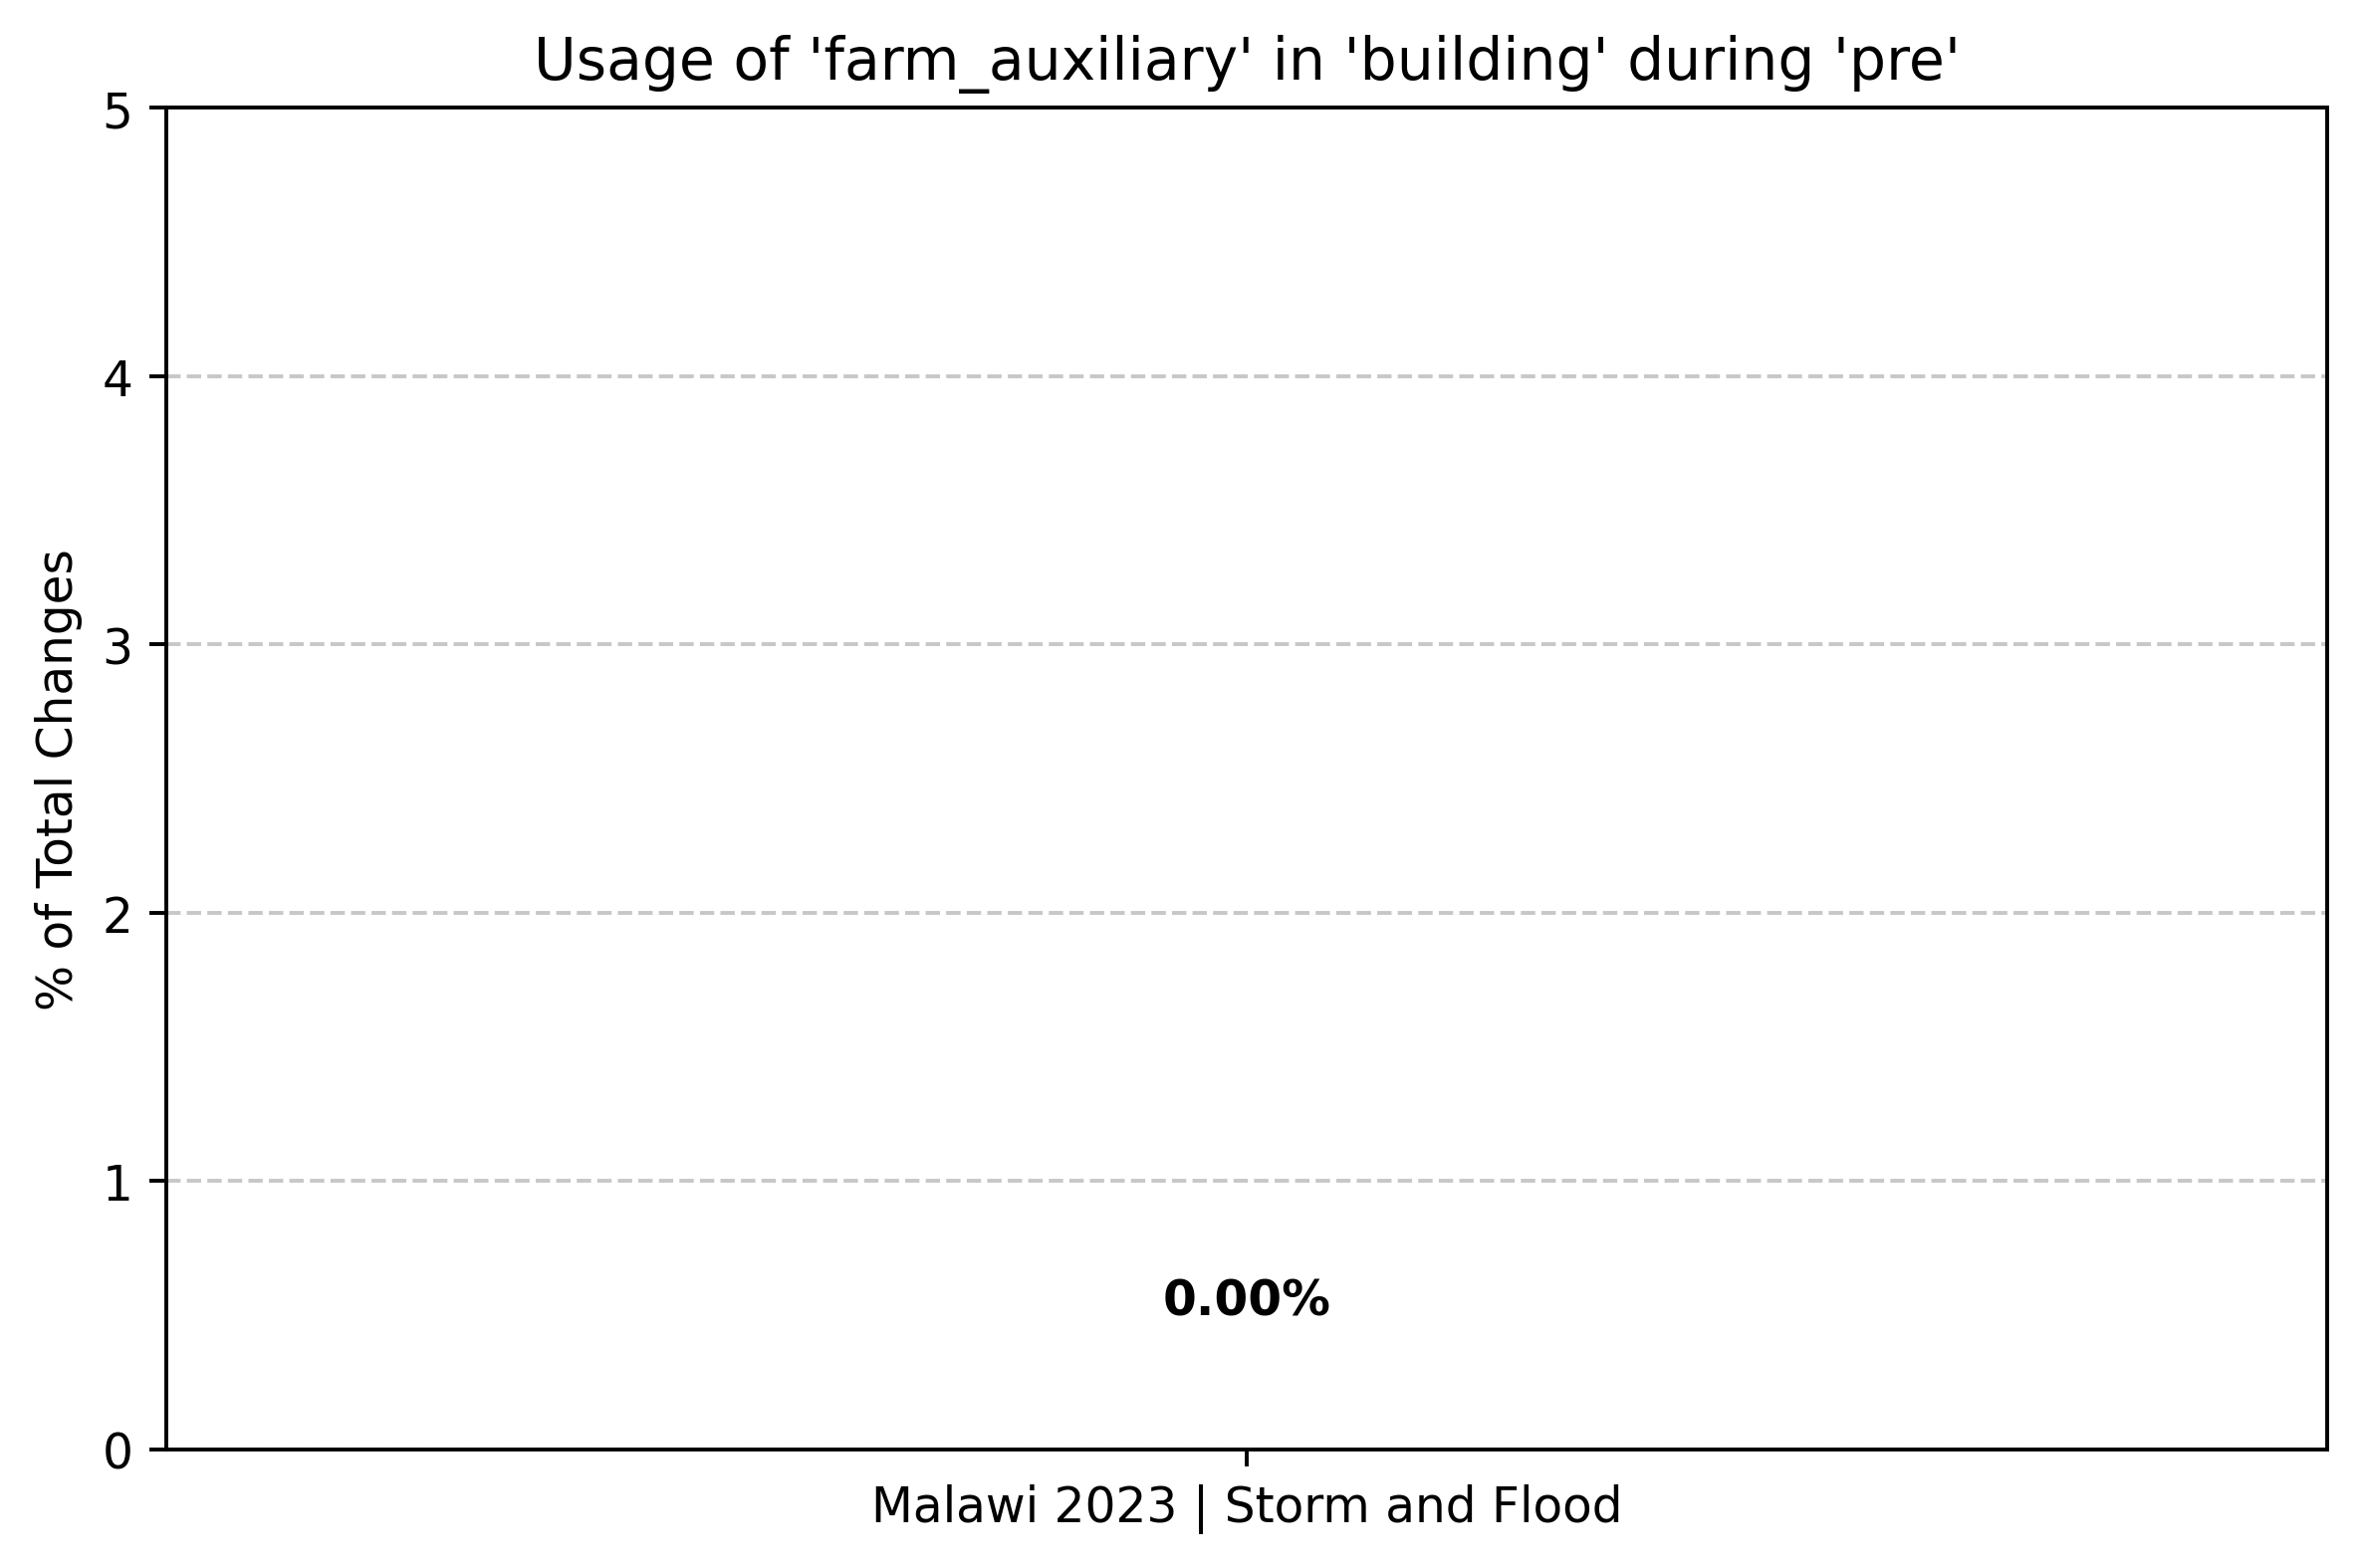 Usage of 'farm_auxiliary' in 'building' during 'pre'
5
4
3
2
1
0
% of Total Changes
0.00%
Malawi 2023 | Storm and Flood